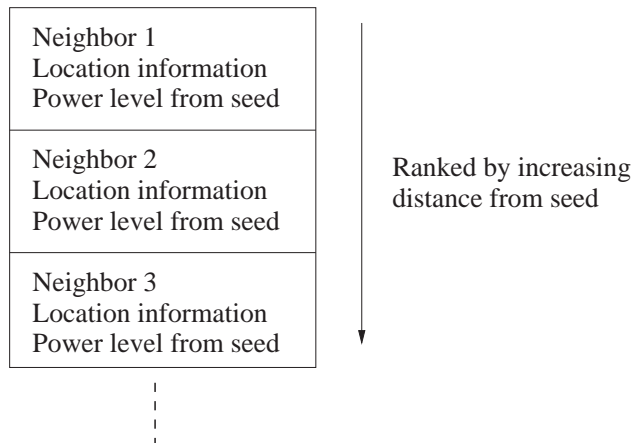 Neighbor 1
Location information
Power level from seed
Neighbor 2
Location information
Power level from seed
Neighbor 3
Location information
Power level from seed
Ranked by increasing
distance from seed